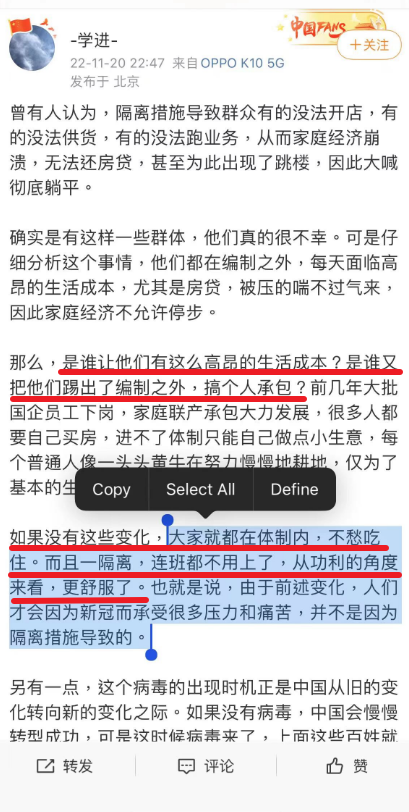 -学进-
中国FANS
22-11-20 22:47 来自OPPO K10 5G
+关注
发布于 北京
曾有人认为，隔离措施导致群众有的没法开店，有
的没法供货，有的没法跑业务，从而家庭经济崩
溃，无法还房贷，甚至为此出现了跳楼，因此大喊
彻底躺平。
确实是有这样一些群体，他们真的很不幸。可是仔
细分析这个事情，他们都在编制之外，每天面临高
昂的生活成本，尤其是房贷，被压的喘不过气来，
因此家庭经济不允许停步。
那么，是谁让他们有这么高昂的生活成本？是谁又
把他们踢出了编制之外，搞个人承包？前几年大批
国企员工下岗，家庭联产承包大力发展，很多人都
要自己买房，进不了体制只能自己做点小生意，每
个普通人像一头头黄牛在努力慢慢地耕地，仅为了
基本的生
Copy
Select All
Define
如果没有这些变化，大家就都在体制内，不愁吃
住。而且一隔离，连班都不用上了，从功利的角度
来看，更舒服了。也就是说，由于前述变化，人们
才会因为新冠而承受很多压力和痛苦，并不是因为
隔离措施导致的。
另有一点，这个病毒的出现时机正是中国从旧的变
化转向新的变化之际。如果没有病毒，中国会慢慢
转型成功，可是这时候病毒来了，上面这些百姓就
转发
评论
赞